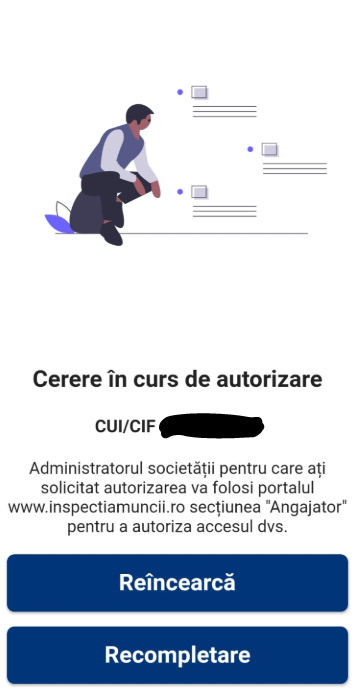 Cerere în curs de autorizare
CUI/CIF
Administratorul societății pentru care ați
solicitat autorizarea va folosi portalul
www.inspectiamuncii.ro secțiunea "Angajator"
pentru a autoriza accesul dvs.
Reîncearcă
Recompletare